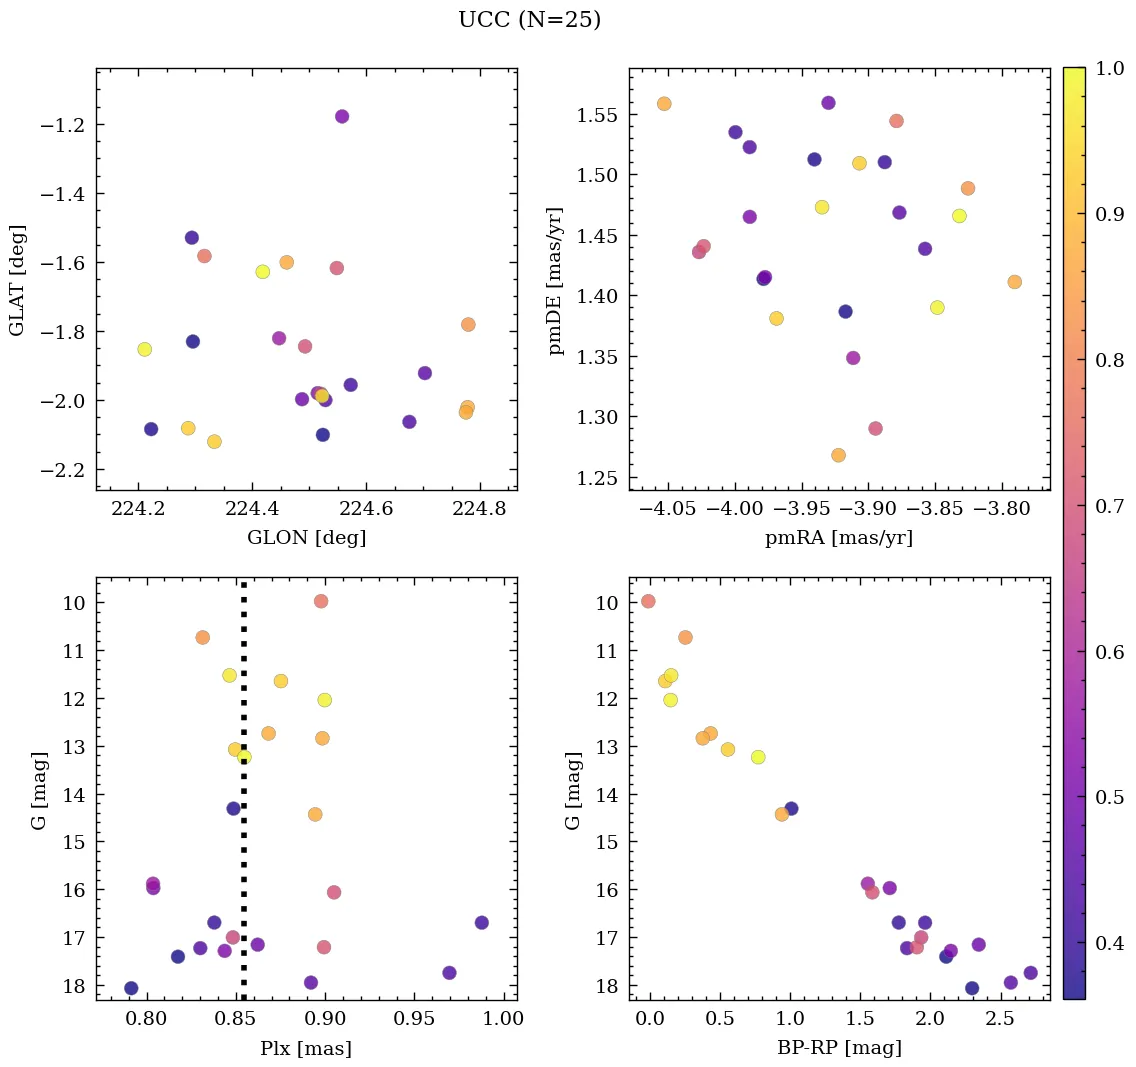 UCC (N=25)
−1.2
−1.4
−1.6
−1.8
−2.0
−2.2
GLAT [deg]
224.2 224.4 224.6 224.8
GLON [deg]
1.55
1.50
1.45
1.40
1.35
1.30
1.25
pmDE [mas/yr]
−4.05 −4.00 −3.95 −3.90 −3.85 −3.80
pmRA [mas/yr]
10
11
12
13
14
15
16
17
18
G [mag]
0.80 0.85 0.90 0.95 1.00
Plx [mas]
10
11
12
13
14
15
16
17
18
G [mag]
0.0 0.5 1.0 1.5 2.0 2.5
BP-RP [mag]
1.0
0.9
0.8
0.7
0.6
0.5
0.4